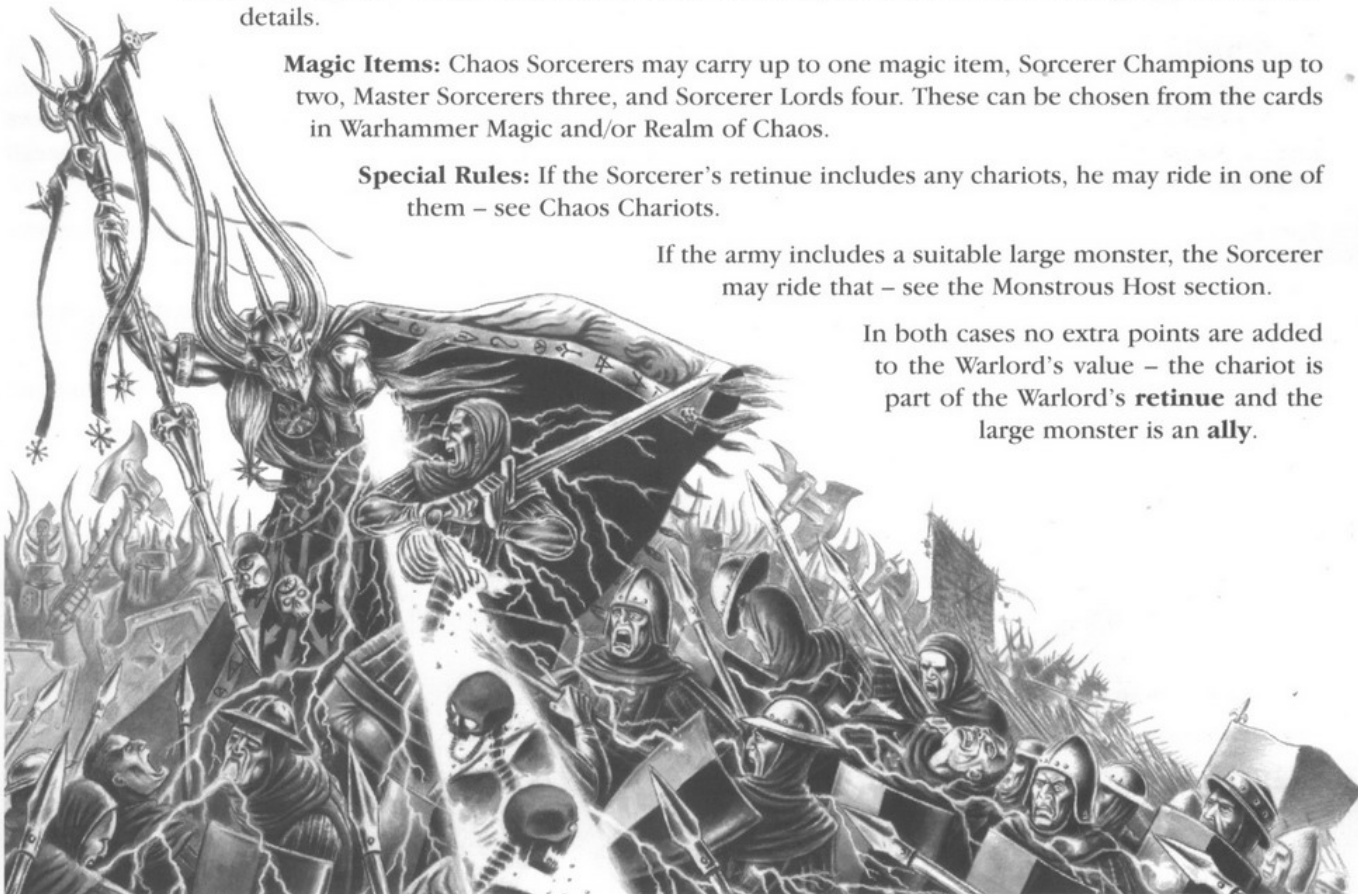 details.
Magic Items: Chaos Sorcerers may carry up to one magic item, Sorcerer Champions up to
two, Master Sorcerers three, and Sorcerer Lords four. These can be chosen from the cards
in Warhammer Magic and/or Realm of Chaos.
Special Rules: If the Sorcerer's retinue includes any chariots, he may ride in one of
them – see Chaos Chariots.
If the army includes a suitable large monster, the Sorcerer
may ride that – see the Monstrous Host section.
In both cases no extra points are added
to the Warlord's value – the chariot is
part of the Warlord's retinue and the
large monster is an ally.